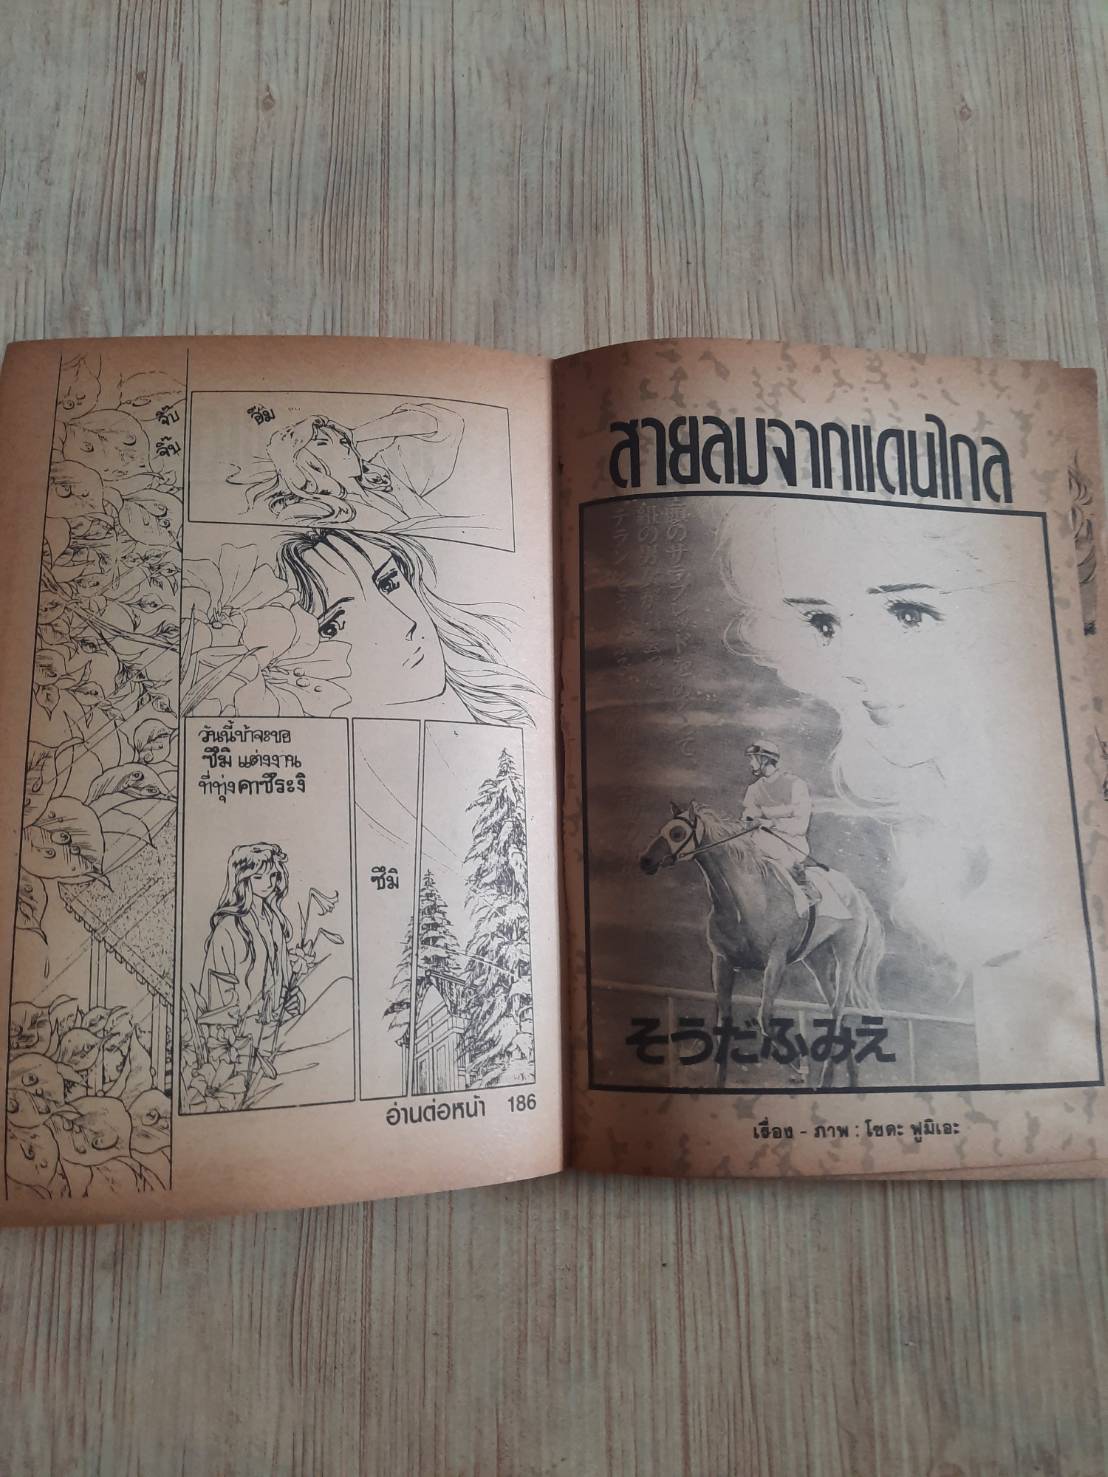 จิ๊บ
จิ๊บ
อืม
วันนี้ข้าจะขอ
ซึมิ แต่งงาน
ที่ทุ่งคาซึระงิ
ซึมิ
อ่านต่อหน้า 186
สายลมจากแดนไกล
そうだふみえ
เรื่อง - ภาพ : โซดะ ฟูมิเอะ